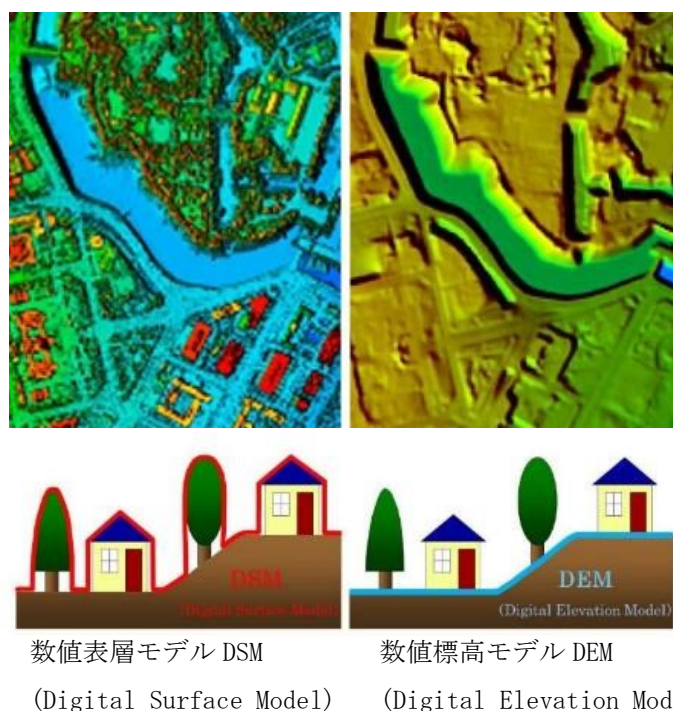 DSM
(Digital Surface Model)
DEM
(Digital Elevation Model)
数値表層モデル DSM
(Digital Surface Model)
数値標高モデル DEM
(Digital Elevation Mod